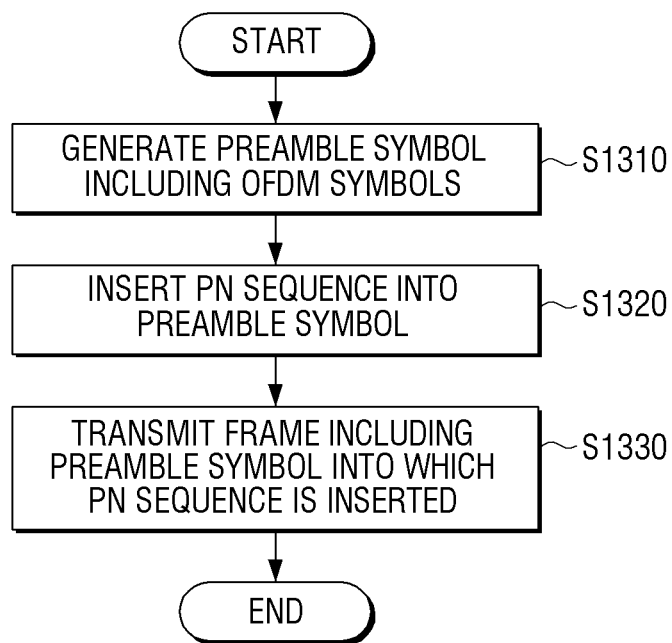 START
GENERATE PREAMBLE SYMBOL
INCLUDING OFDM SYMBOLS
S1310
INSERT PN SEQUENCE INTO
PREAMBLE SYMBOL
S1320
TRANSMIT FRAME INCLUDING
PREAMBLE SYMBOL INTO WHICH
PN SEQUENCE IS INSERTED
S1330
END